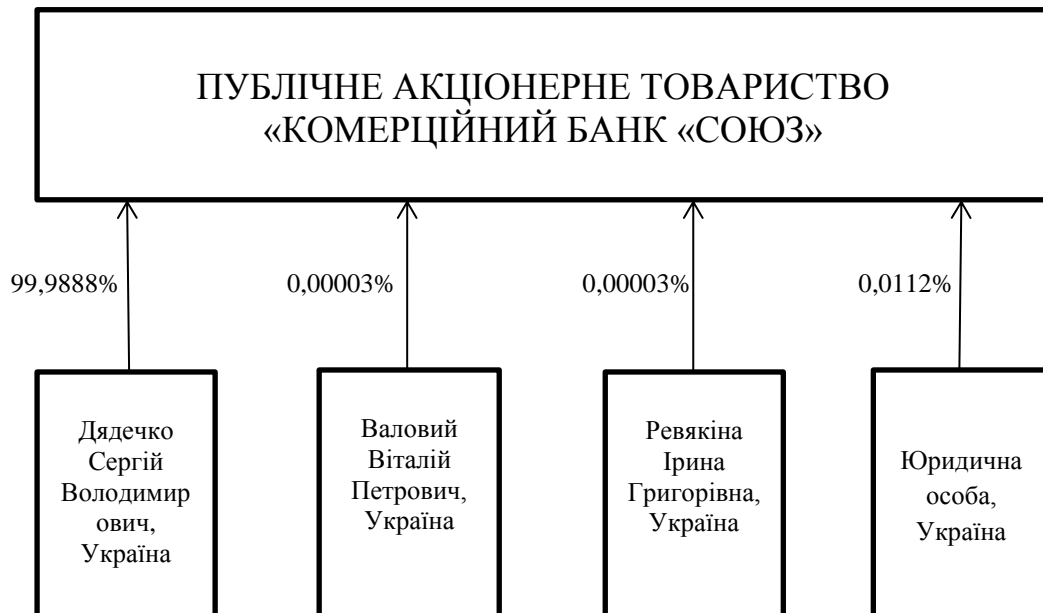 ПУБЛІЧНЕ АКЦІОНЕРНЕ ТОВАРИСТВО
«КОМЕРЦІЙНИЙ БАНК «СОЮЗ»
99,9888%
0,00003%
0,00003%
0,0112%
Дядечко
Сергій
Володимир
ович,
Україна
Валовий
Віталій
Петрович,
Україна
Ревякіна
Ірина
Григорівна,
Україна
Юридична
особа,
Україна